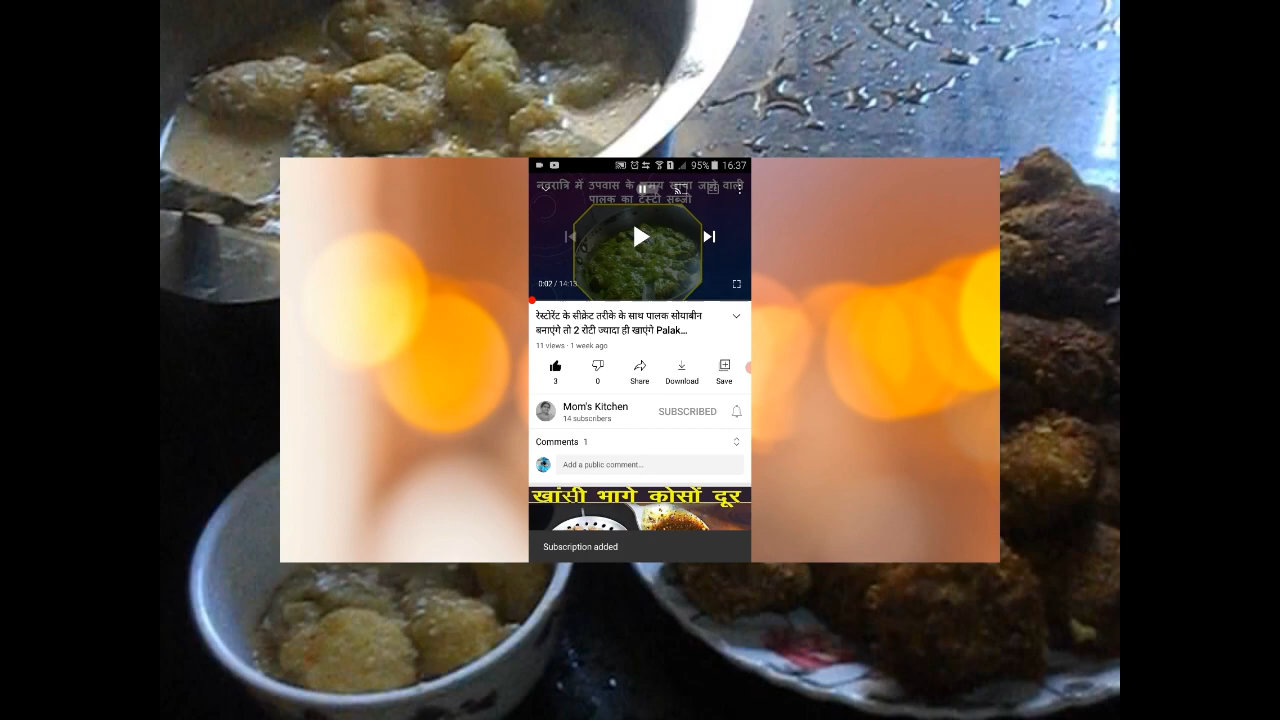 95% 16:37
नवरात्रि में उपवास के समय खाया जाने वाली
पालक का टेस्टी सब्जी
0:02 / 14:13
रेस्टोरेंट के सीक्रेट तरीके के साथ पालक सोयाबीन
बनाएंगे तो 2 रोटी ज्यादा ही खाएंगे Palak...
11 views · 1 week ago
3 0 Share Download Save
Mom's Kitchen SUBSCRIBED
14 subscribers
Comments 1
Add a public comment...
खांसी भागे कोसों दूर
Subscription added